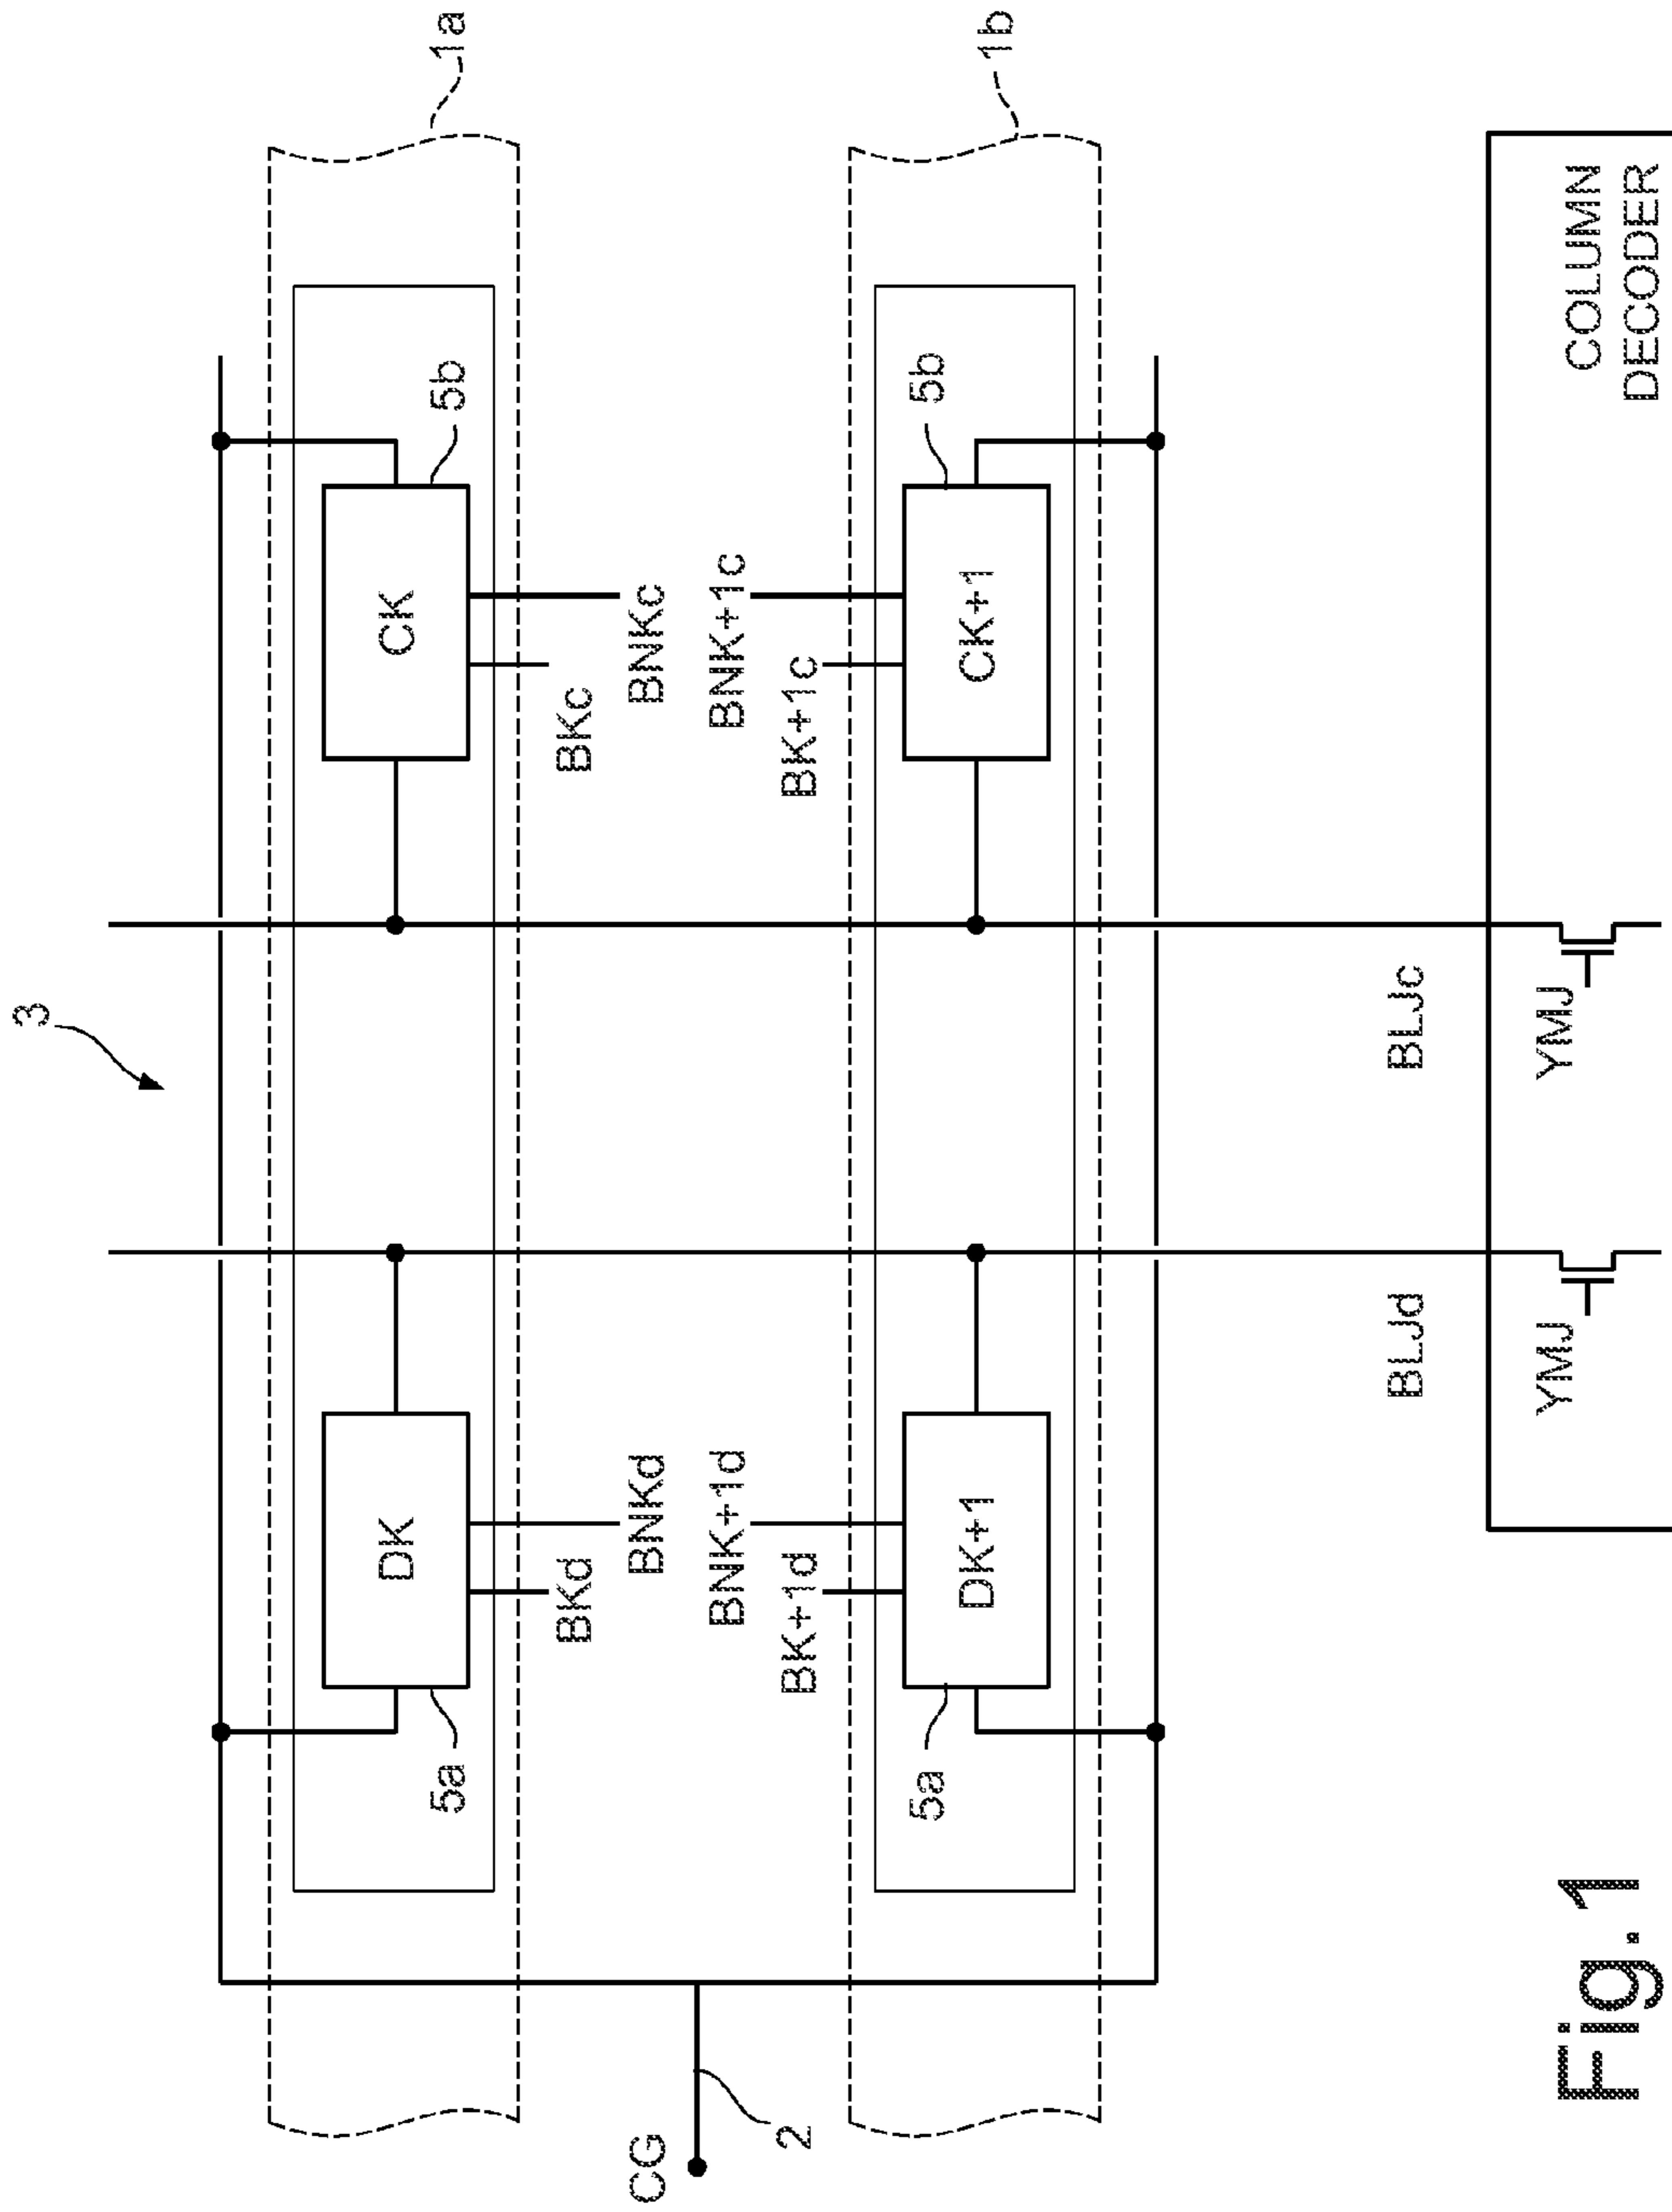 3
1a
DK
CK
5a
5b
BKd
BNKd
BKc
BNKc
CG
2
BNK+1d
BK+1d
BNK+1c
BK+1c
1b
5a
DK+1
CK+1
5b
BLJd
BLJc
YMJ
YMJ
COLUMN
DECODER
Fig.1